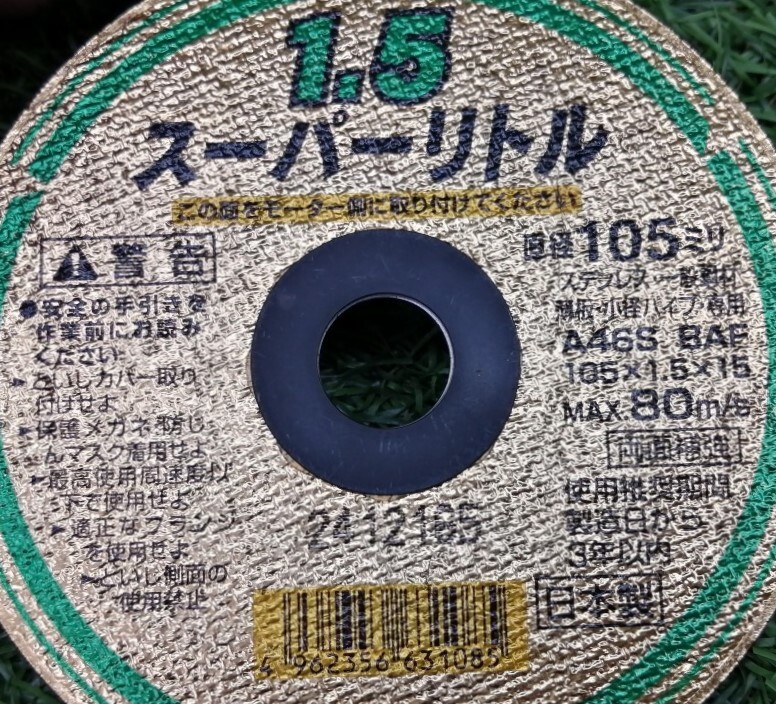 1.5
スーパーリトル
この面をモーター側に取り付けてください
警告
●安全の手引きを
作業前にお読み
ください
►といしカバー取り
付けせよ
►保護メガネ・防じ
んマスク着用せよ
►最高使用周速度以
下で使用せよ
►適正なフランジ
を使用せよ
►といし側面の
使用禁止
直径105ミリ
ステンレス・一般鋼材
薄板・小径パイプ専用
A46S BAF
105×1.5×15
MAX 80m/s
両面補強
使用推奨期間
製造日から
3年以内
日本製
2412165
4 962356 631085